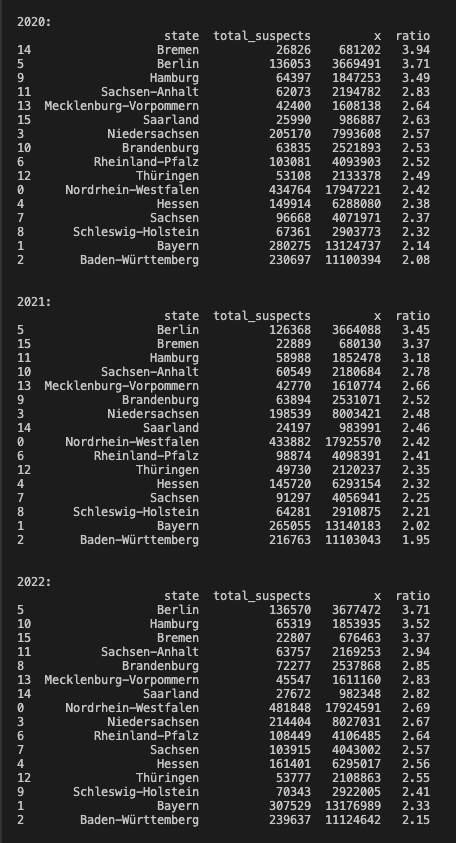 2020:
state total_suspects x ratio
14 Bremen 26826 681202 3.94
5 Berlin 136053 3669491 3.71
9 Hamburg 64397 1847253 3.49
11 Sachsen-Anhalt 62073 2194782 2.83
13 Mecklenburg-Vorpommern 42400 1608138 2.64
15 Saarland 25990 986887 2.63
3 Niedersachsen 205170 7993608 2.57
10 Brandenburg 63835 2521893 2.53
6 Rheinland-Pfalz 103081 4093903 2.52
12 Thüringen 53108 2133378 2.49
0 Nordrhein-Westfalen 434764 17947221 2.42
4 Hessen 149914 6288080 2.38
7 Sachsen 96668 4071971 2.37
8 Schleswig-Holstein 67361 2903773 2.32
1 Bayern 280275 13124737 2.14
2 Baden-Württemberg 230697 11100394 2.08
2021:
state total_suspects x ratio
5 Berlin 126368 3664088 3.45
15 Bremen 22889 680130 3.37
11 Hamburg 58988 1852478 3.18
10 Sachsen-Anhalt 60549 2180684 2.78
13 Mecklenburg-Vorpommern 42770 1610774 2.66
9 Brandenburg 63894 2531071 2.52
3 Niedersachsen 198539 8003421 2.48
14 Saarland 24197 983991 2.46
0 Nordrhein-Westfalen 433882 17925570 2.42
6 Rheinland-Pfalz 98874 4098391 2.41
12 Thüringen 49730 2120237 2.35
4 Hessen 145720 6293154 2.32
7 Sachsen 91297 4056941 2.25
8 Schleswig-Holstein 64281 2910875 2.21
1 Bayern 265055 13140183 2.02
2 Baden-Württemberg 216763 11103043 1.95
2022:
state total_suspects x ratio
5 Berlin 136570 3677472 3.71
10 Hamburg 65319 1853935 3.52
15 Bremen 22807 676463 3.37
11 Sachsen-Anhalt 63757 2169253 2.94
8 Brandenburg 72277 2537868 2.85
13 Mecklenburg-Vorpommern 45547 1611160 2.83
14 Saarland 27672 982348 2.82
0 Nordrhein-Westfalen 481848 17924591 2.69
3 Niedersachsen 214404 8027031 2.67
6 Rheinland-Pfalz 108449 4106485 2.64
7 Sachsen 103915 4043002 2.57
4 Hessen 161401 6295017 2.56
12 Thüringen 53777 2108863 2.55
9 Schleswig-Holstein 70343 2922005 2.41
1 Bayern 307529 13176989 2.33
2 Baden-Württemberg 239637 11124642 2.15